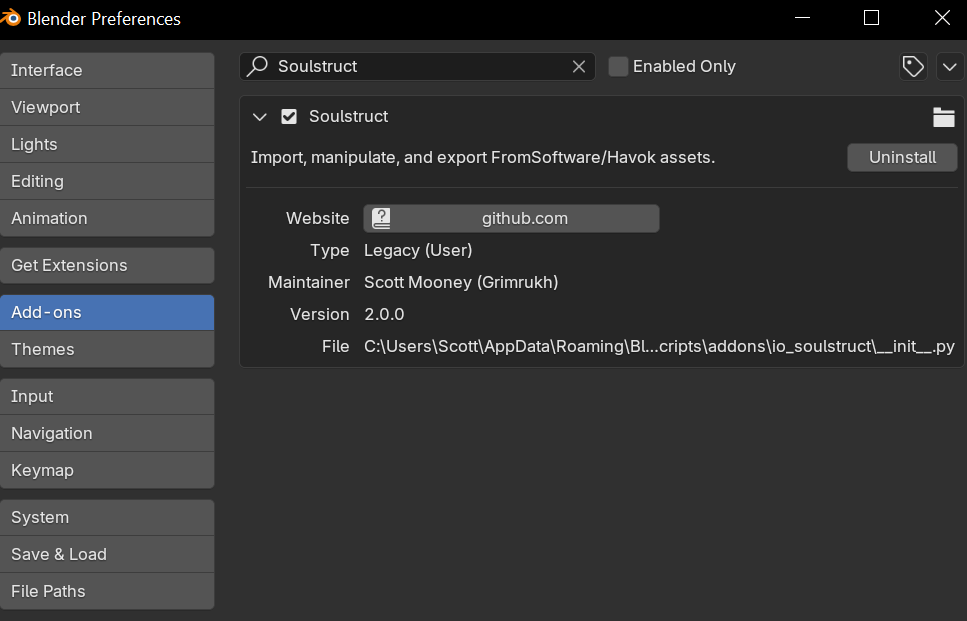 Blender Preferences
Interface
Viewport
Lights
Editing
Animation
Get Extensions
Add-ons
Themes
Input
Navigation
Keymap
System
Save & Load
File Paths
Soulstruct
Enabled Only
Soulstruct
Import, manipulate, and export FromSoftware/Havok assets.
Uninstall
Website github.com
Type Legacy (User)
Maintainer Scott Mooney (Grimrukh)
Version 2.0.0
File C:\Users\Scott\AppData\Roaming\Bl...cripts\addons\io_soulstruct\__init__.py